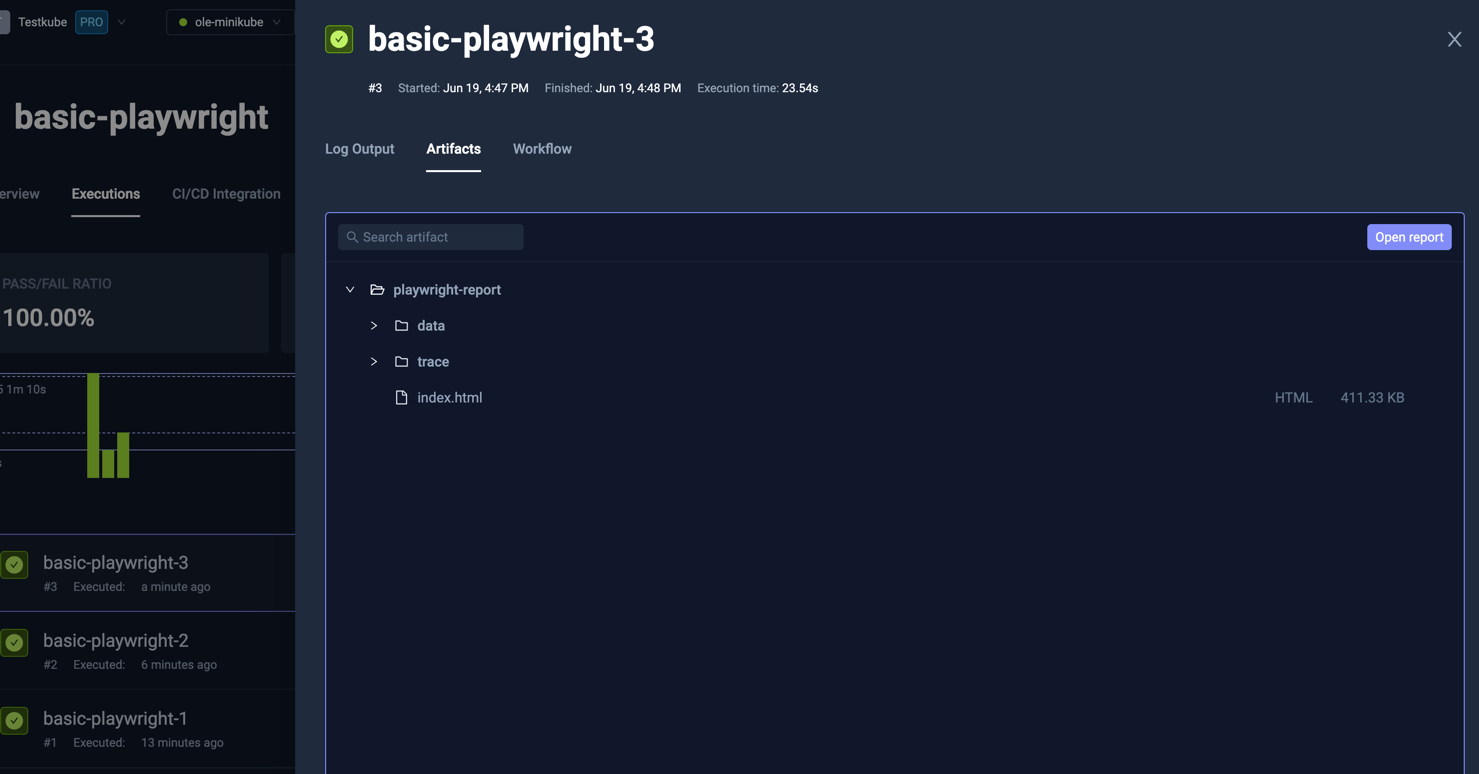 Testkube PRO
ole-minikube
basic-playwright
erview
Executions
CI/CD Integration
PASS/FAIL RATIO
100.00%
1m 10s
basic-playwright-3
#3 Executed: a minute ago
basic-playwright-2
#2 Executed: 6 minutes ago
basic-playwright-1
#1 Executed: 13 minutes ago
basic-playwright-3
#3 Started: Jun 19, 4:47 PM Finished: Jun 19, 4:48 PM Execution time: 23.54s
Log Output Artifacts Workflow
Search artifact
Open report
playwright-report
data
trace
index.html HTML 411.33 KB